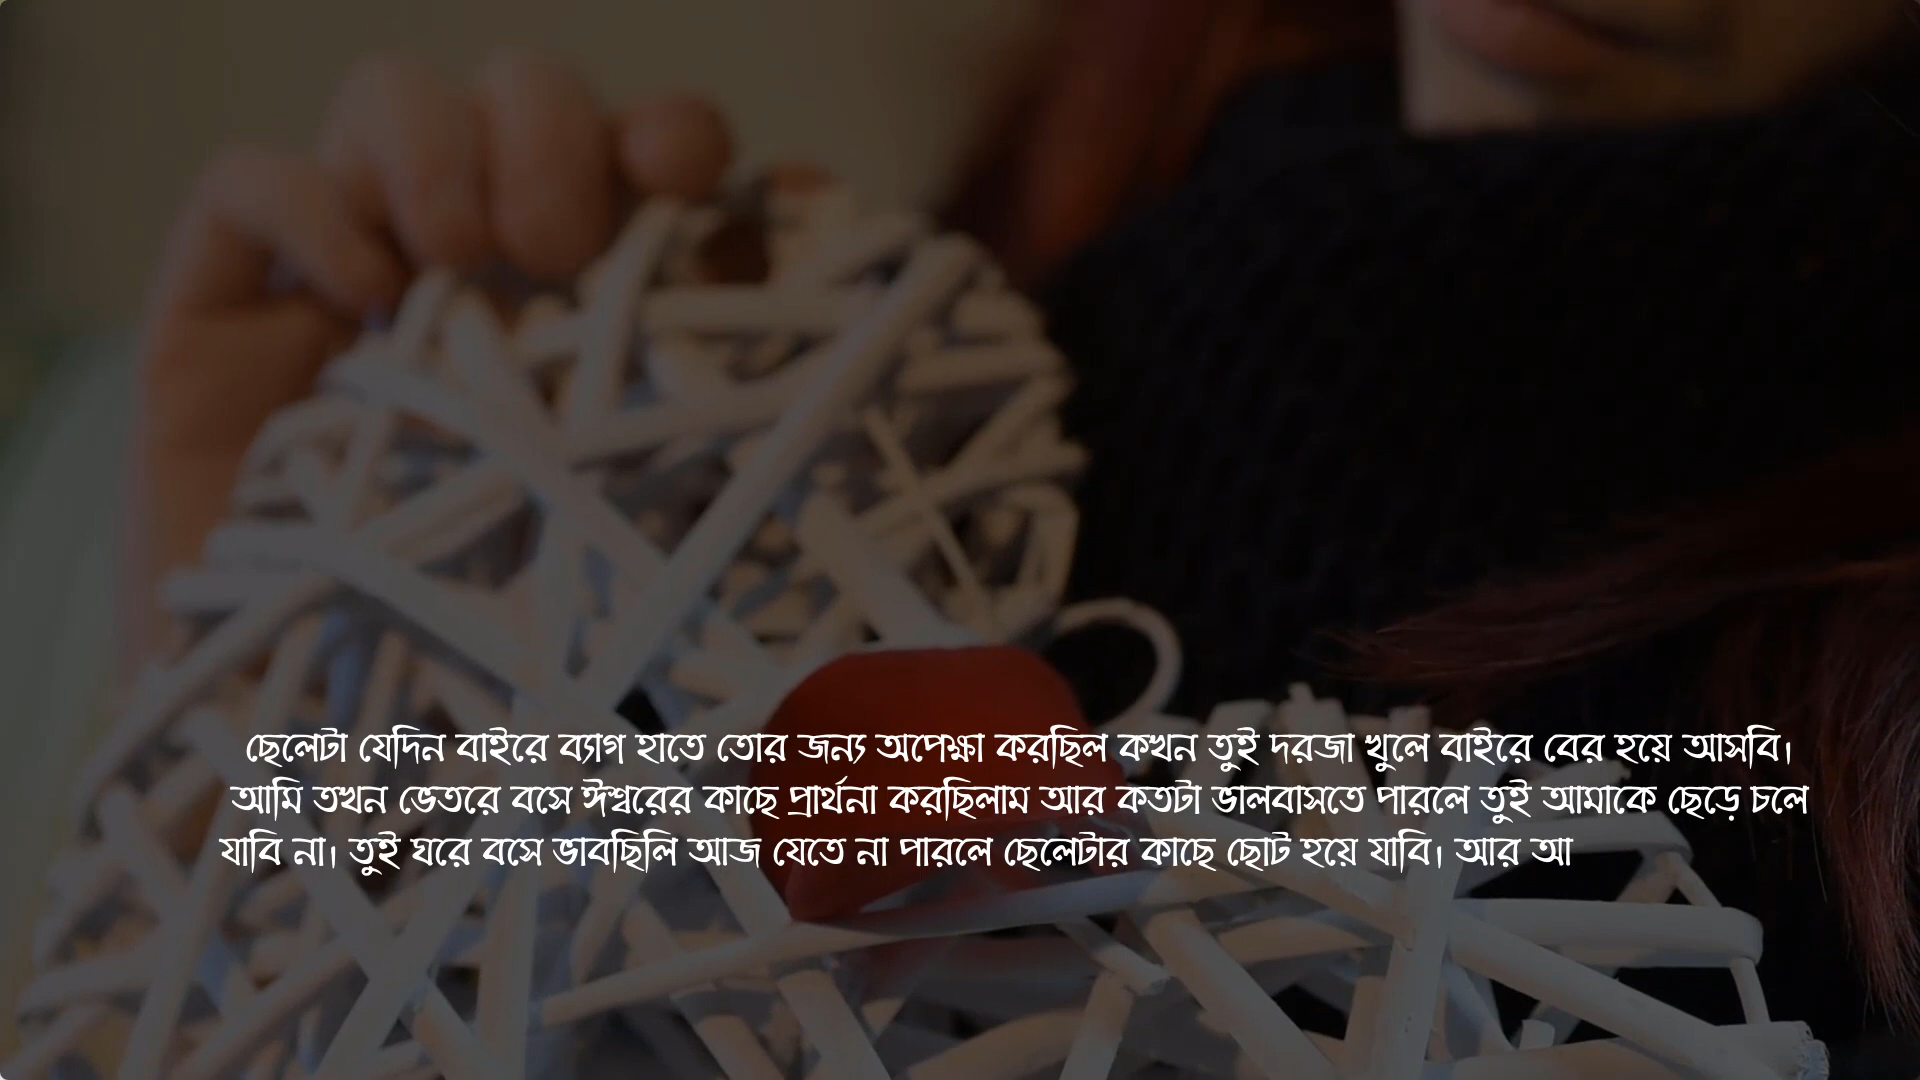 ছেলেটা যেদিন বাইরে ব্যাগ হাতে তোর জন্য অপেক্ষা করছিল কখন তুই দরজা খুলে বাইরে বের হয়ে আসবি।
আমি তখন ভেতরে বসে ঈশ্বরের কাছে প্রার্থনা করছিলাম আর কতটা ভালবাসতে পারলে তুই আমাকে ছেড়ে চলে
যাবি না। তুই ঘরে বসে ভাবছিলি আজ যেতে না পারলে ছেলেটার কাছে ছোট হয়ে যাবি। আর আ